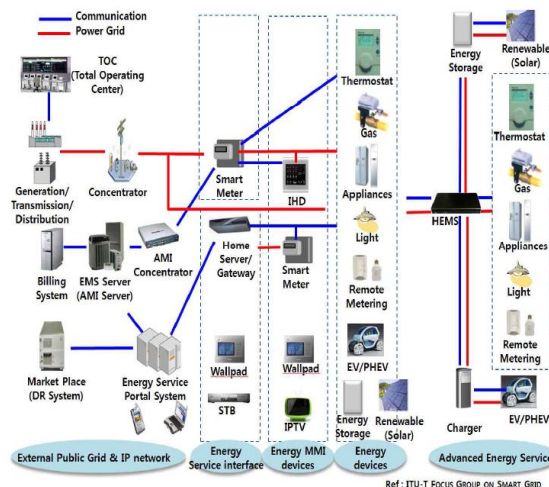 Communication
Power Grid
TOC
(Total Operating
Center)
Generation/
Transmission/
Distribution
Concentrator
Smart
Meter
IHD
Thermostat
Gas
Appliances
Light
Remote
Metering
EV/PHEV
Energy
Storage
Renewable
(Solar)
Billing
System
EMS Server
(AMI Server)
AMI
Concentrator
Home
Server/
Gateway
Smart
Meter
Market Place
(DR System)
Energy Service
Portal System
Wallpad
STB
Wallpad
IPTV
Energy
Storage
Renewable
(Solar)
Thermostat
Gas
HEMS
Appliances
Light
Remote
Metering
Charger
EV/PHEV
External Public Grid & IP network
Energy
Service interface
Energy MMI
devices
Energy
devices
Advanced Energy Service
Ref : ITU-T FOCUS GROUP ON SMART GRID